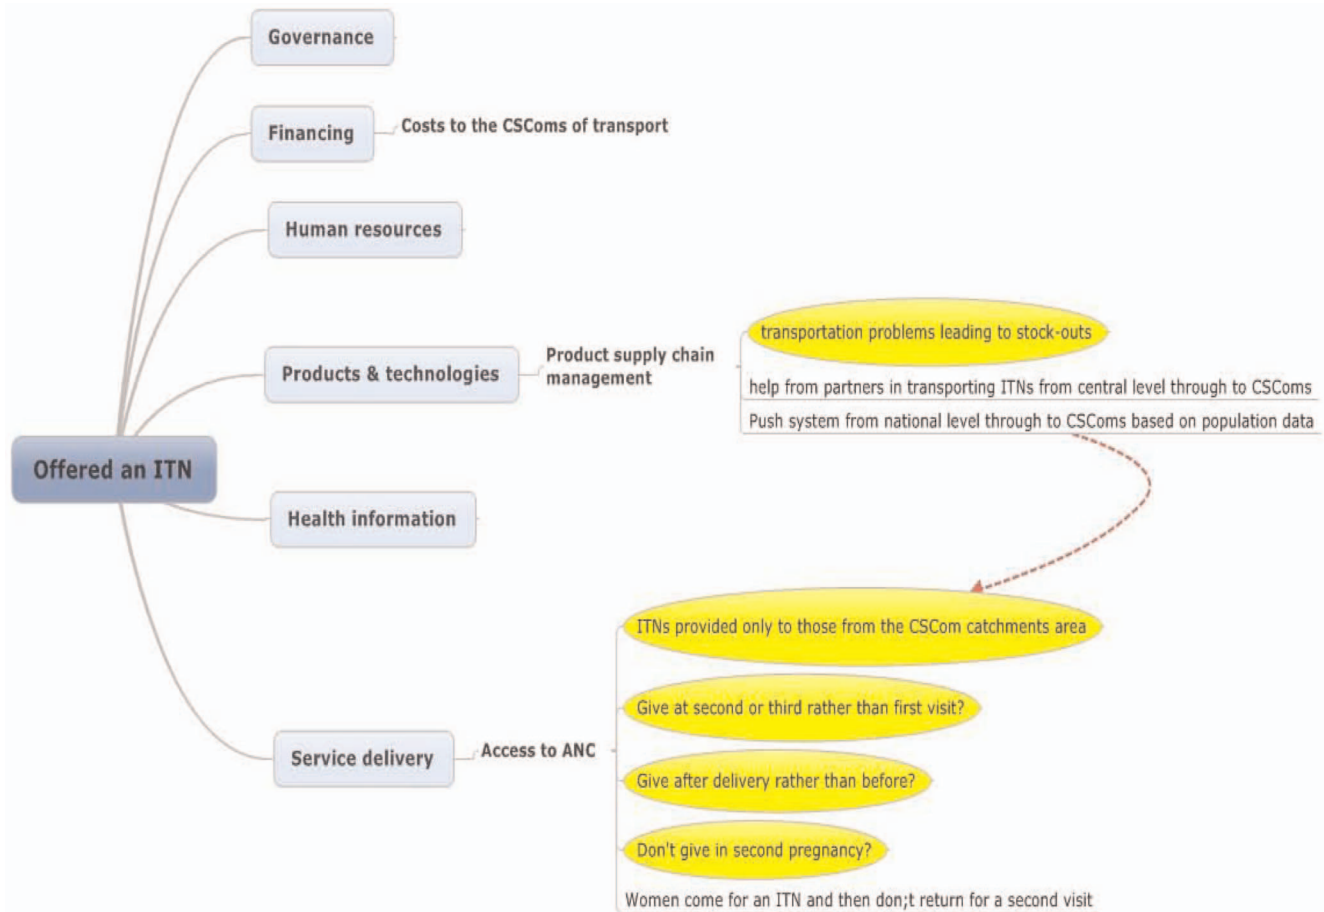 Governance
Financing
Costs to the CSComs of transport
Human resources
Products & technologies
Product supply chain
management
transportation problems leading to stock-outs
help from partners in transporting ITNs from central level through to CSComs
Push system from national level through to CSComs based on population data
Offered an ITN
Health information
Service delivery
Access to ANC
ITNs provided only to those from the CSCom catchments area
Give at second or third rather than first visit?
Give after delivery rather than before?
Don't give in second pregnancy?
Women come for an ITN and then don;t return for a second visit